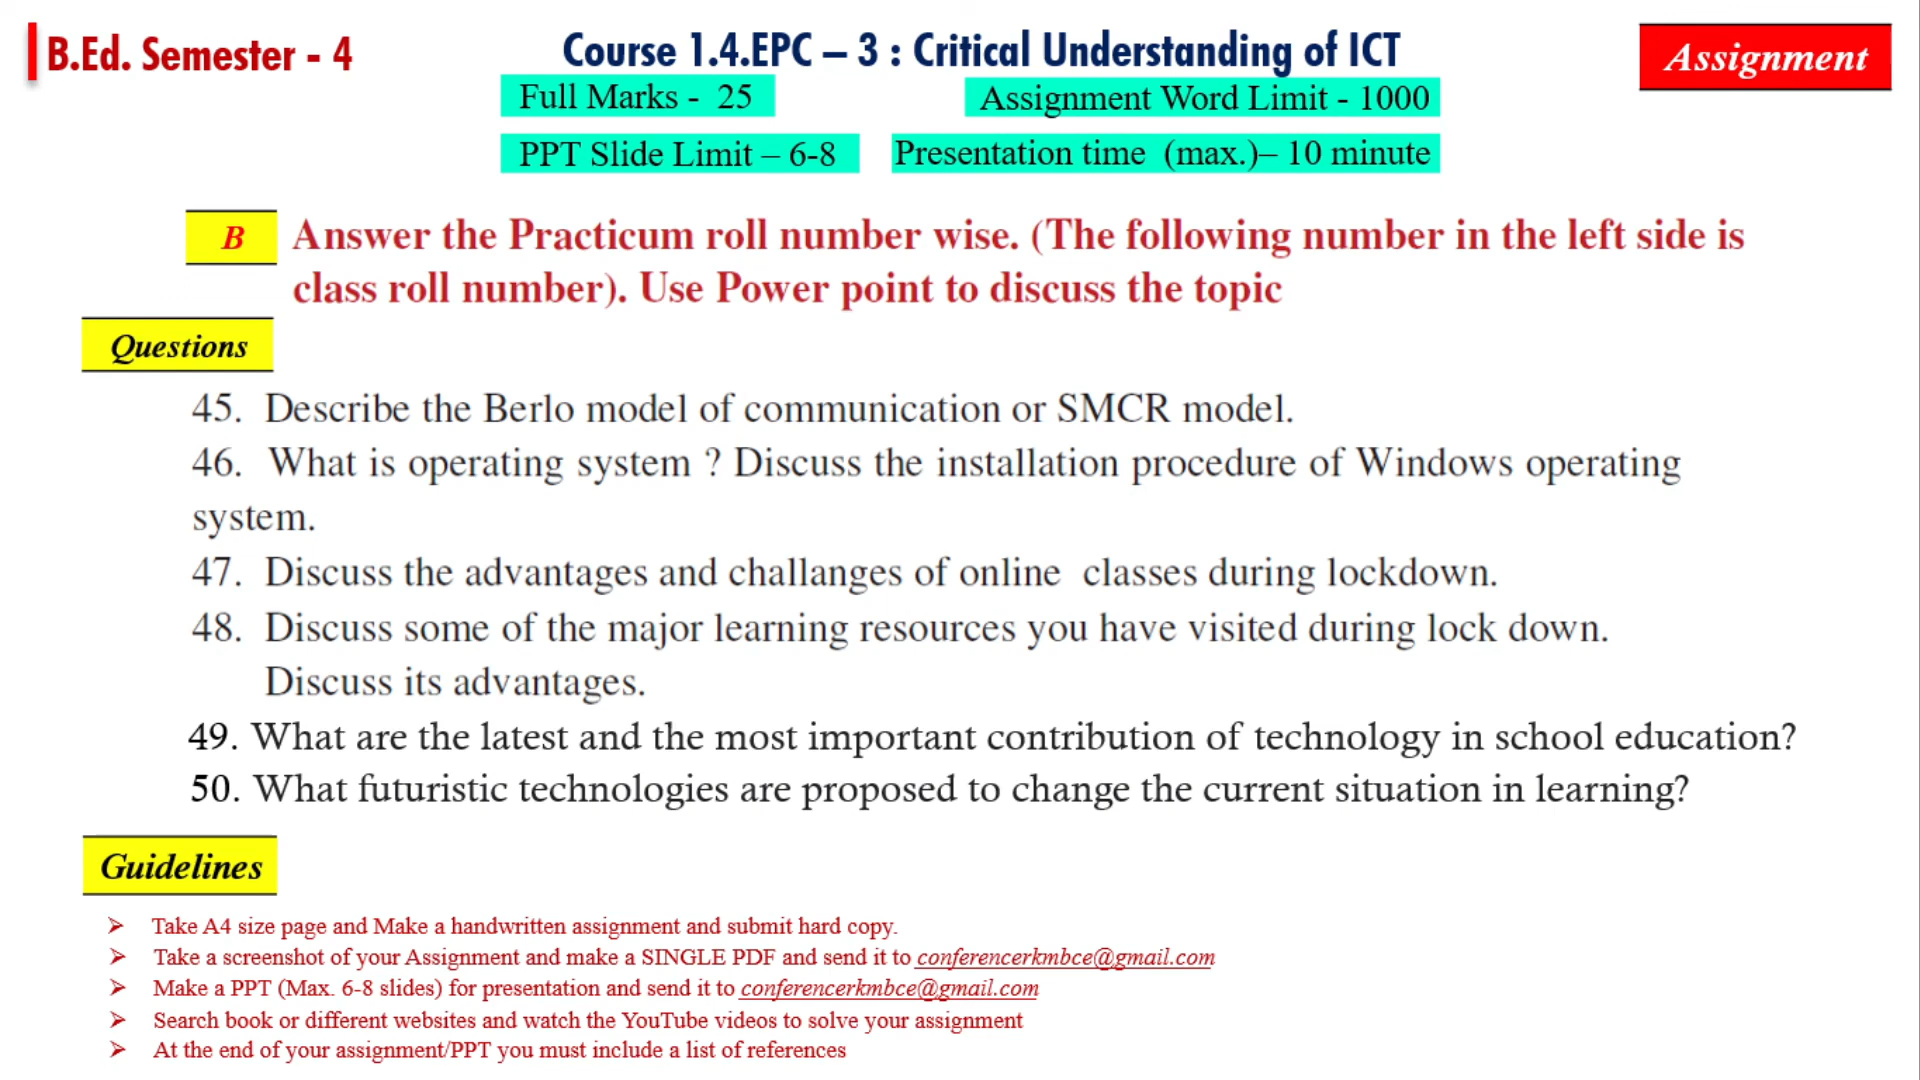 B.Ed. Semester - 4
Course 1.4.EPC – 3 : Critical Understanding of ICT
Assignment
Full Marks - 25
Assignment Word Limit - 1000
PPT Slide Limit – 6-8
Presentation time (max.)– 10 minute
B
Answer the Practicum roll number wise. (The following number in the left side is
class roll number). Use Power point to discuss the topic
Questions
45. Describe the Berlo model of communication or SMCR model.
46. What is operating system ? Discuss the installation procedure of Windows operating
system.
47. Discuss the advantages and challanges of online classes during lockdown.
48. Discuss some of the major learning resources you have visited during lock down.
Discuss its advantages.
49. What are the latest and the most important contribution of technology in school education?
50. What futuristic technologies are proposed to change the current situation in learning?
Guidelines
➢ Take A4 size page and Make a handwritten assignment and submit hard copy.
➢ Take a screenshot of your Assignment and make a SINGLE PDF and send it to conferencerkmbce@gmail.com
➢ Make a PPT (Max. 6-8 slides) for presentation and send it to conferencerkmbce@gmail.com
➢ Search book or different websites and watch the YouTube videos to solve your assignment
➢ At the end of your assignment/PPT you must include a list of references